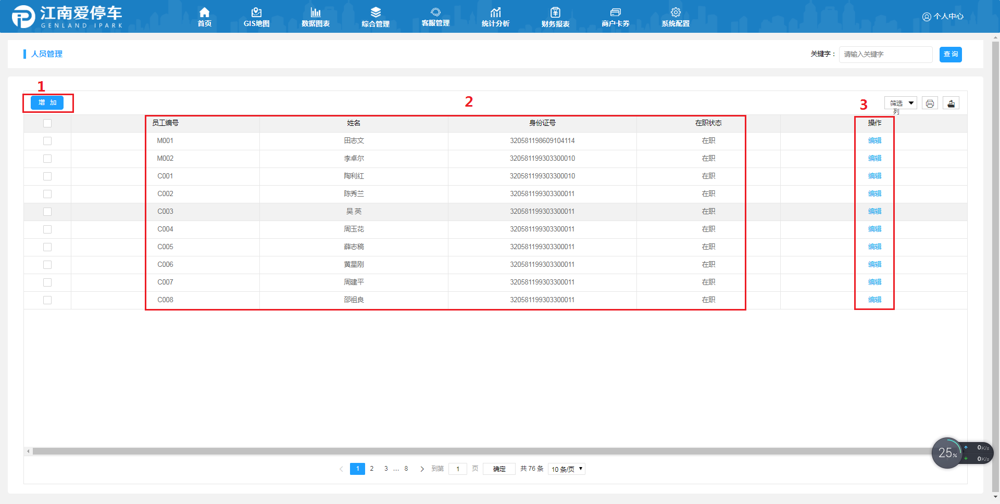 江南爱停车
GENLAND IPARK
首页
GIS地图
数据图表
综合管理
客服管理
统计分析
财务报表
商户卡券
系统配置
个人中心
人员管理
关键字：
请输入关键字
查 询
1
2
3
增 加
筛选列
员工编号 姓名 身份证号 在职状态 操作
M001 田志文 320581198609104114 在职 编辑
M002 李卓尔 320581199303300010 在职 编辑
C001 陶利红 320581199303300010 在职 编辑
C002 陈秀兰 320581199303300011 在职 编辑
C003 吴 英 320581199303300011 在职 编辑
C004 周玉花 320581199303300011 在职 编辑
C005 薛志稿 320581199303300011 在职 编辑
C006 黄星刚 320581199303300011 在职 编辑
C007 周建平 320581199303300011 在职 编辑
C008 邵祖良 320581199303300011 在职 编辑
1 2 3 … 8 到第 1 页 确定 共 76 条 10 条/页
25%
0K/s
0K/s